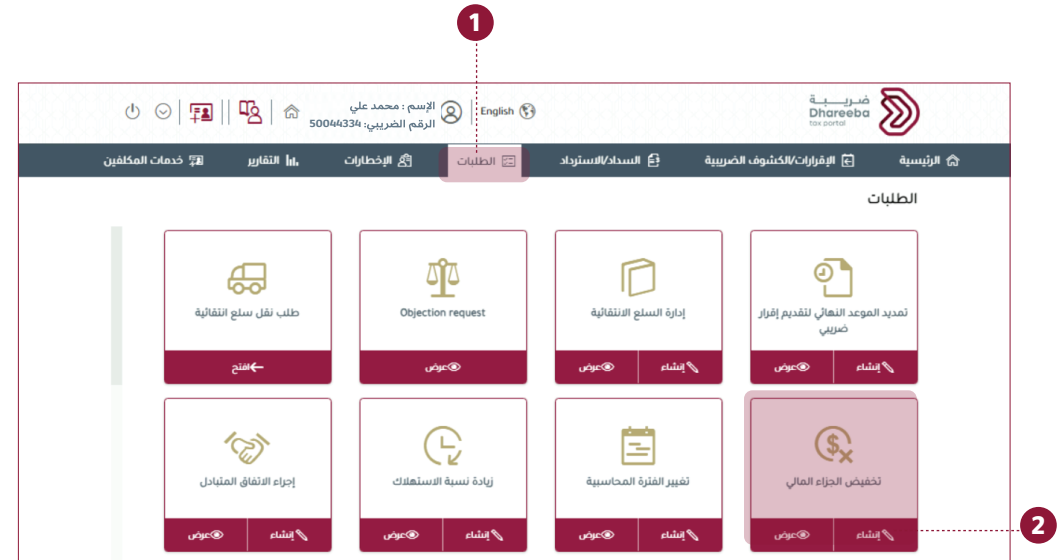 1
ضريبـــة
Dhareeba
tax portal
English
الإسم : محمد علي
الرقم الضريبي: 50044334
الرئيسية
الإقرارات/الكشوف الضريبية
السداد/الاسترداد
الطلبات
الإخطارات
التقارير
خدمات المكلفين
الطلبات
تمديد الموعد النهائي لتقديم إقرار
ضريبي
إنشاء
عرض
إدارة السلع الانتقائية
إنشاء
عرض
Objection request
عرض
طلب نقل سلع انتقائية
افتح
تخفيض الجزاء المالي
إنشاء
عرض
تغيير الفترة المحاسبية
إنشاء
عرض
زيادة نسبة الاستهلاك
إنشاء
عرض
إجراء الاتفاق المتبادل
إنشاء
عرض
2